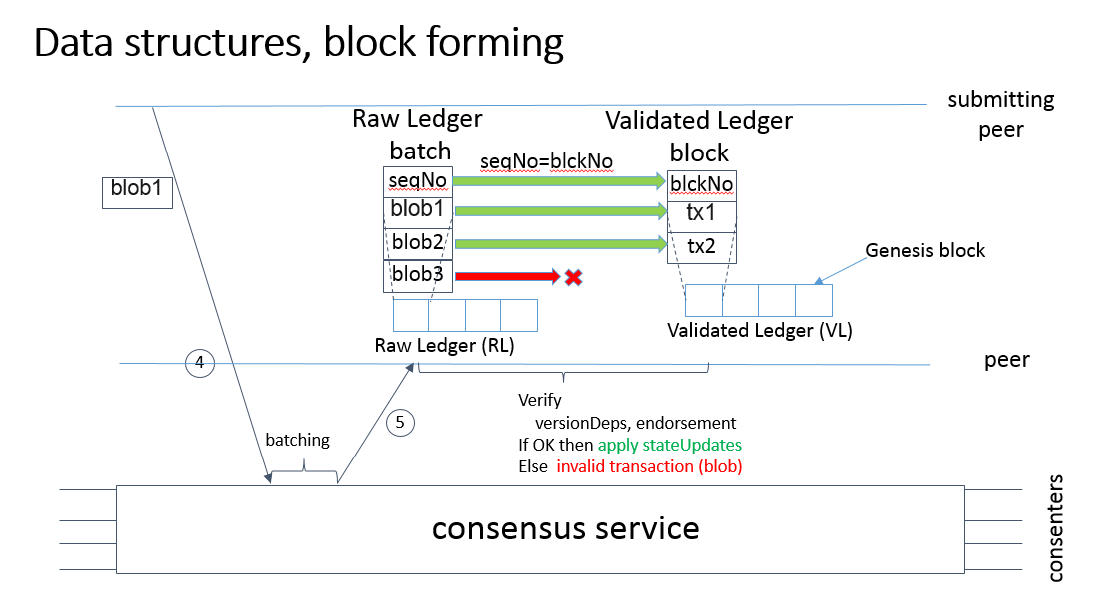 Data structures, block forming
submitting
peer
Raw Ledger
batch
Validated Ledger
block
seqNo=blckNo
blob1
seqNo
blob1
blob2
blob3
blckNo
tx1
tx2
Genesis block
Raw Ledger (RL)
Validated Ledger (VL)
peer
4
5
batching
Verify
versionDeps, endorsement
If OK then apply stateUpdates
Else invalid transaction (blob)
consensus service
consenters